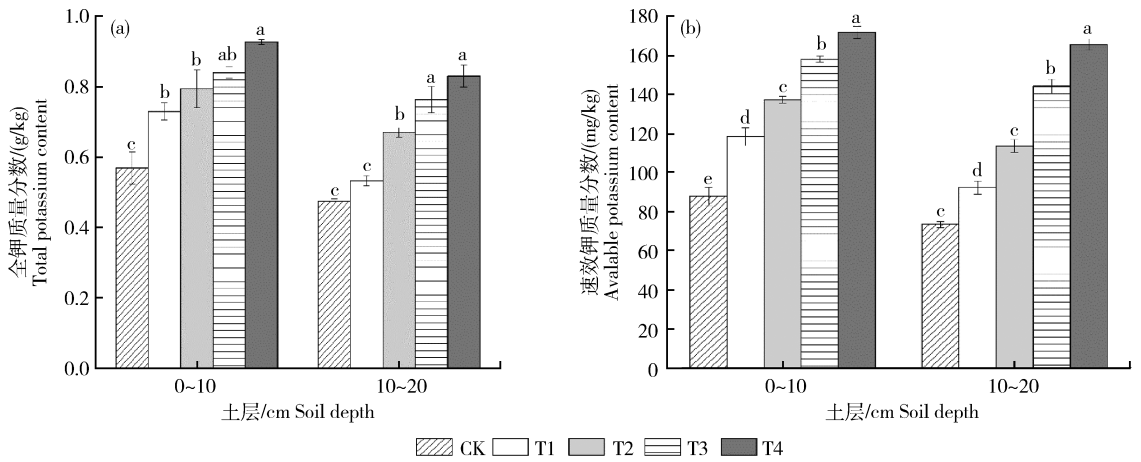 (a)
全钾质量分数/(g/kg)
Total potassium content
1.0
0.8
0.6
0.4
0.2
0.0
c
b
b
ab
a
c
c
b
a
a
0~10
10~20
土层/cm Soil depth
(b)
速效钾质量分数/(mg/kg)
Avalable potassium content
180
160
140
120
100
80
60
40
20
0
e
d
c
b
a
c
d
c
b
a
0~10
10~20
土层/cm Soil depth
CK T1 T2 T3 T4